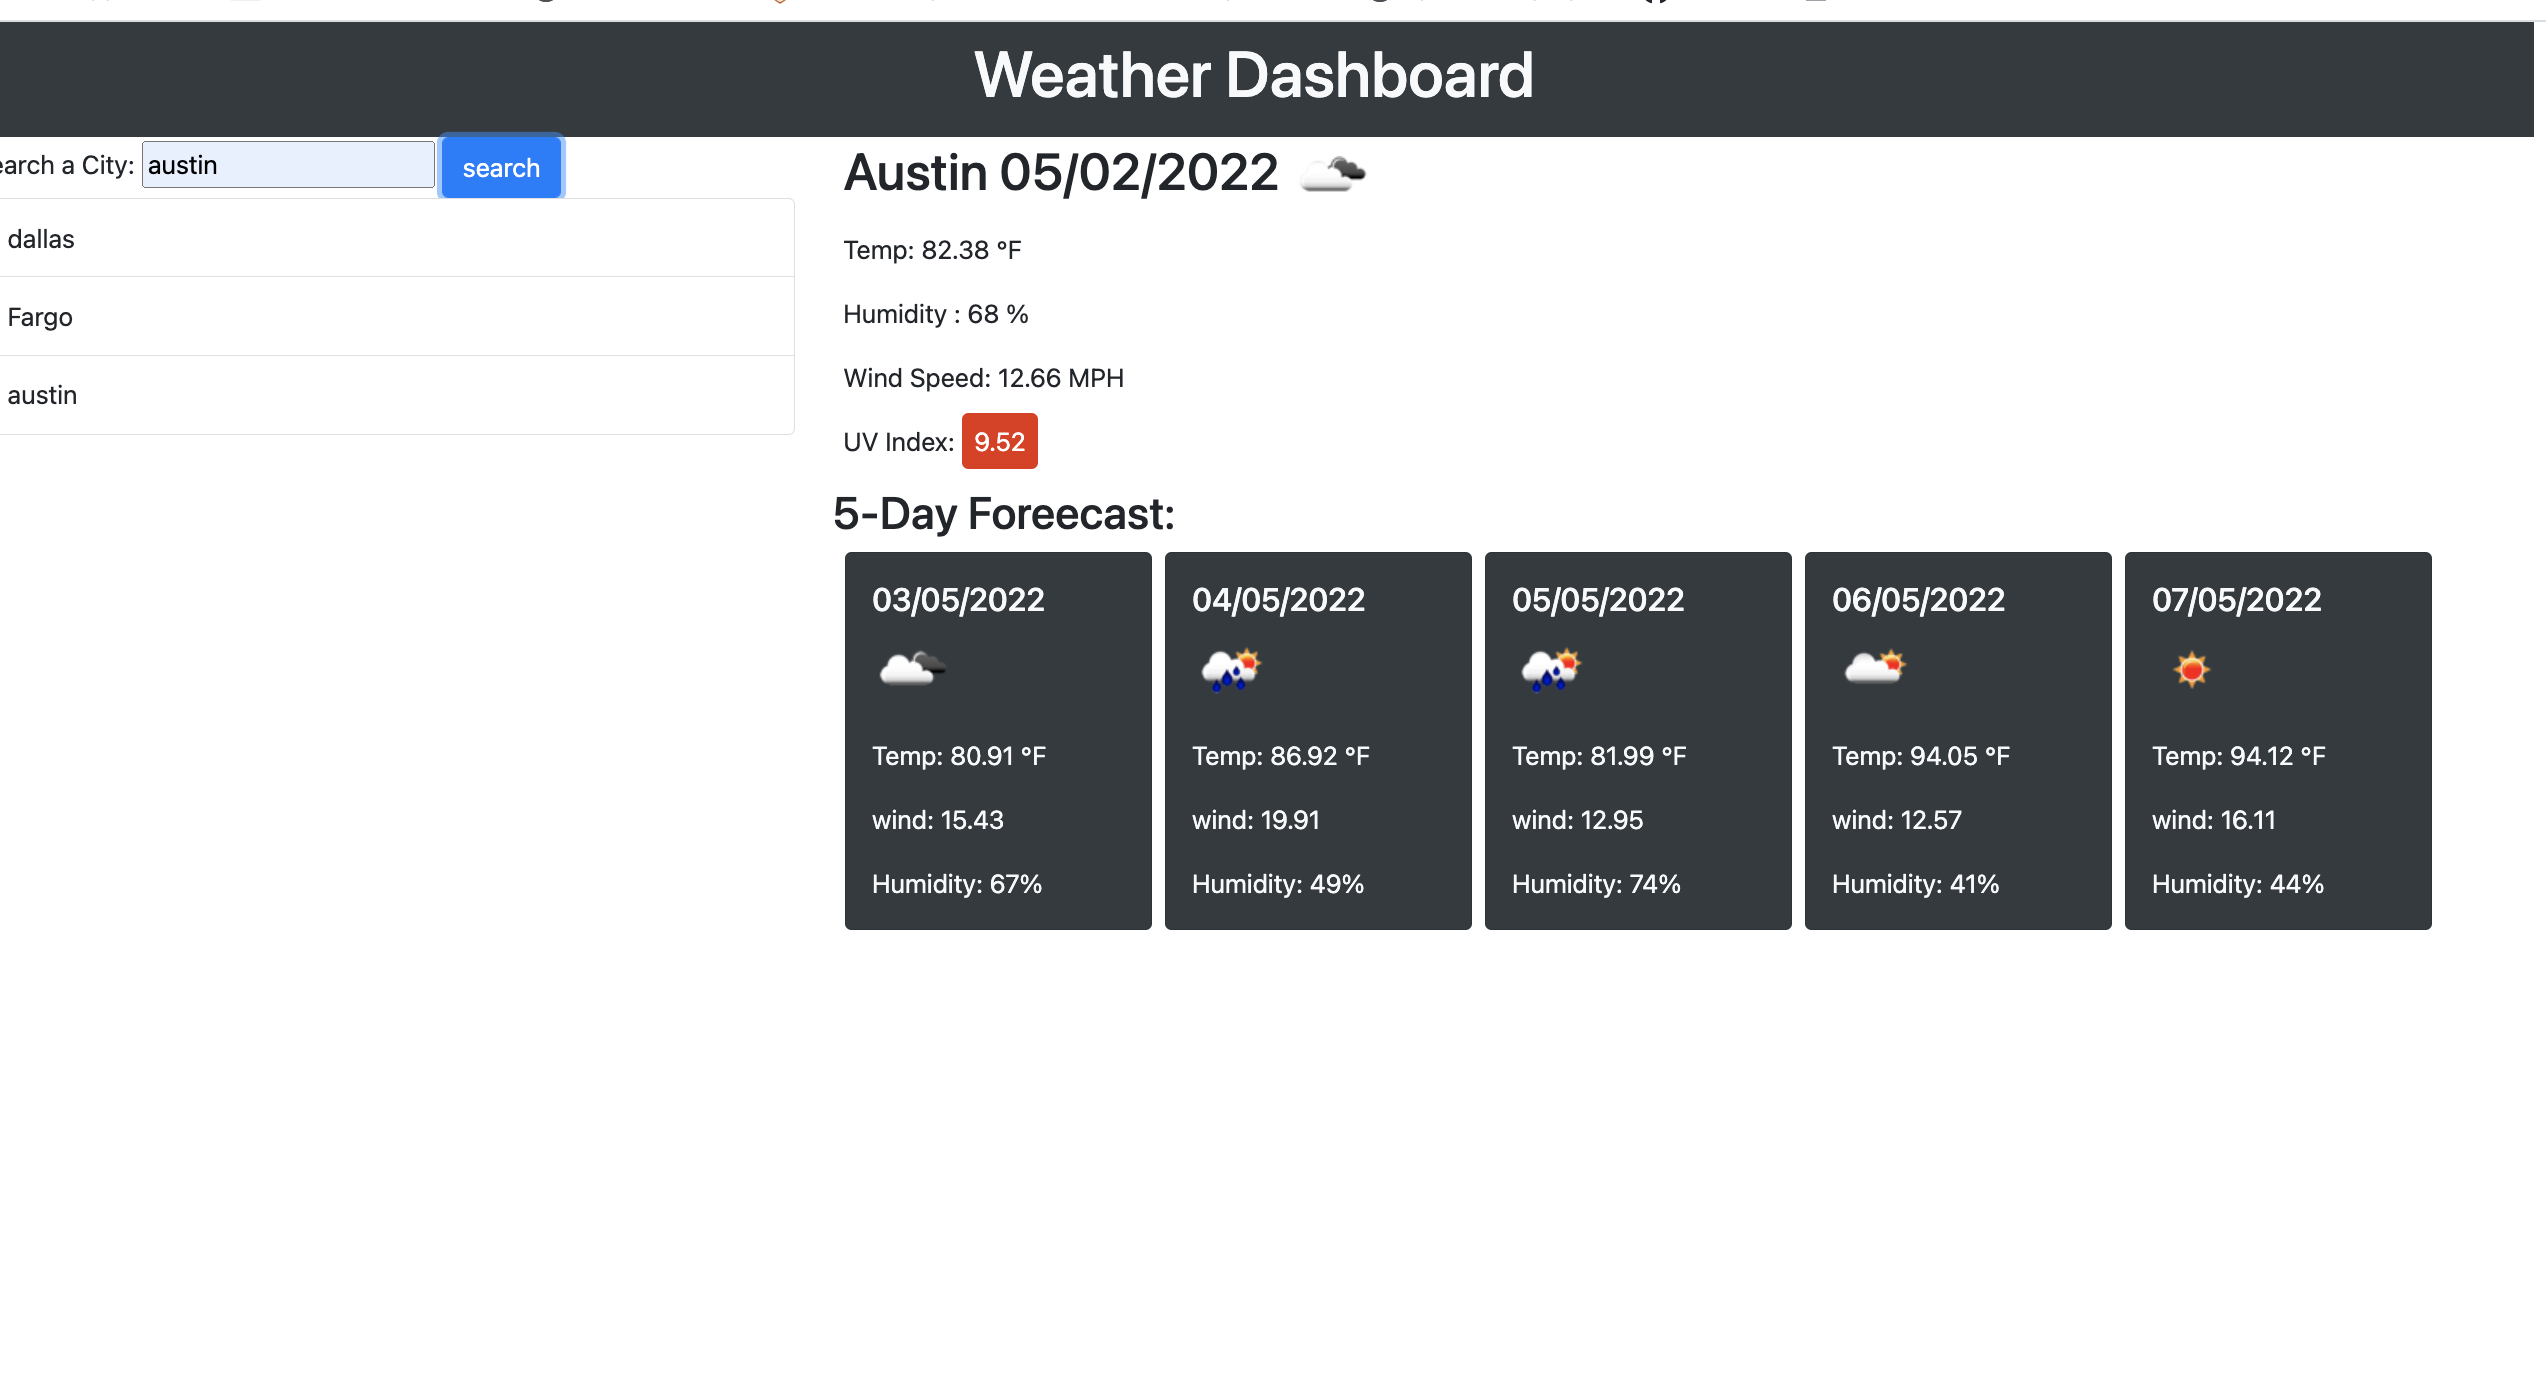 Weather Dashboard
earch a City: austin search
dallas
Fargo
austin
Austin 05/02/2022
Temp: 82.38 °F
Humidity : 68 %
Wind Speed: 12.66 MPH
UV Index: 9.52
5-Day Foreecast:
03/05/2022
Temp: 80.91 °F
wind: 15.43
Humidity: 67%
04/05/2022
Temp: 86.92 °F
wind: 19.91
Humidity: 49%
05/05/2022
Temp: 81.99 °F
wind: 12.95
Humidity: 74%
06/05/2022
Temp: 94.05 °F
wind: 12.57
Humidity: 41%
07/05/2022
Temp: 94.12 °F
wind: 16.11
Humidity: 44%